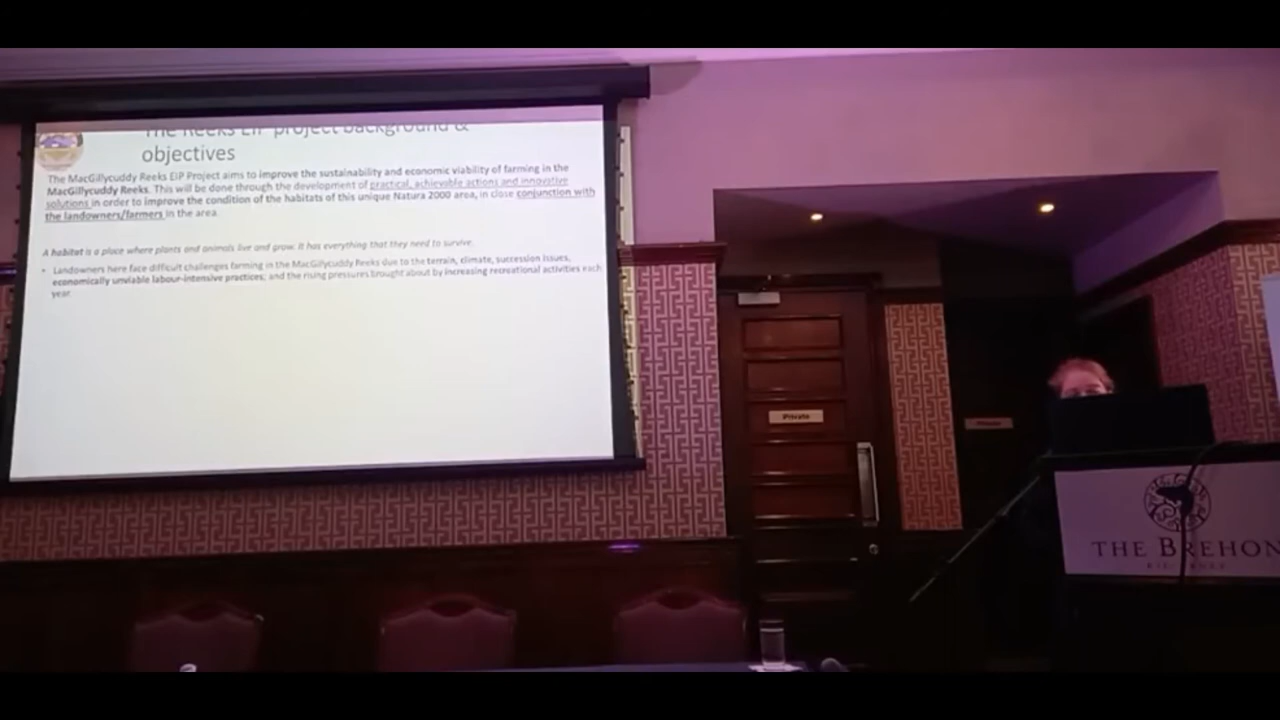 The Reeks EIP project background &
objectives
The MacGillycuddy Reeks EIP Project aims to improve the sustainability and economic viability of farming in the
MacGillycuddy Reeks. This will be done through the development of practical, achievable actions and innovative
solutions in order to improve the condition of the habitats of this unique Natura 2000 area, in close conjunction with
the landowners/farmers in the area.
A habitat is a place where plants and animals live and grow. It has everything that they need to survive.
• Landowners here face difficult challenges farming in the MacGillycuddy Reeks due to the terrain, climate, succession issues,
economically unviable labour-intensive practices; and the rising pressures brought about by increasing recreational activities each
year.
Private
Private
THE BREHON